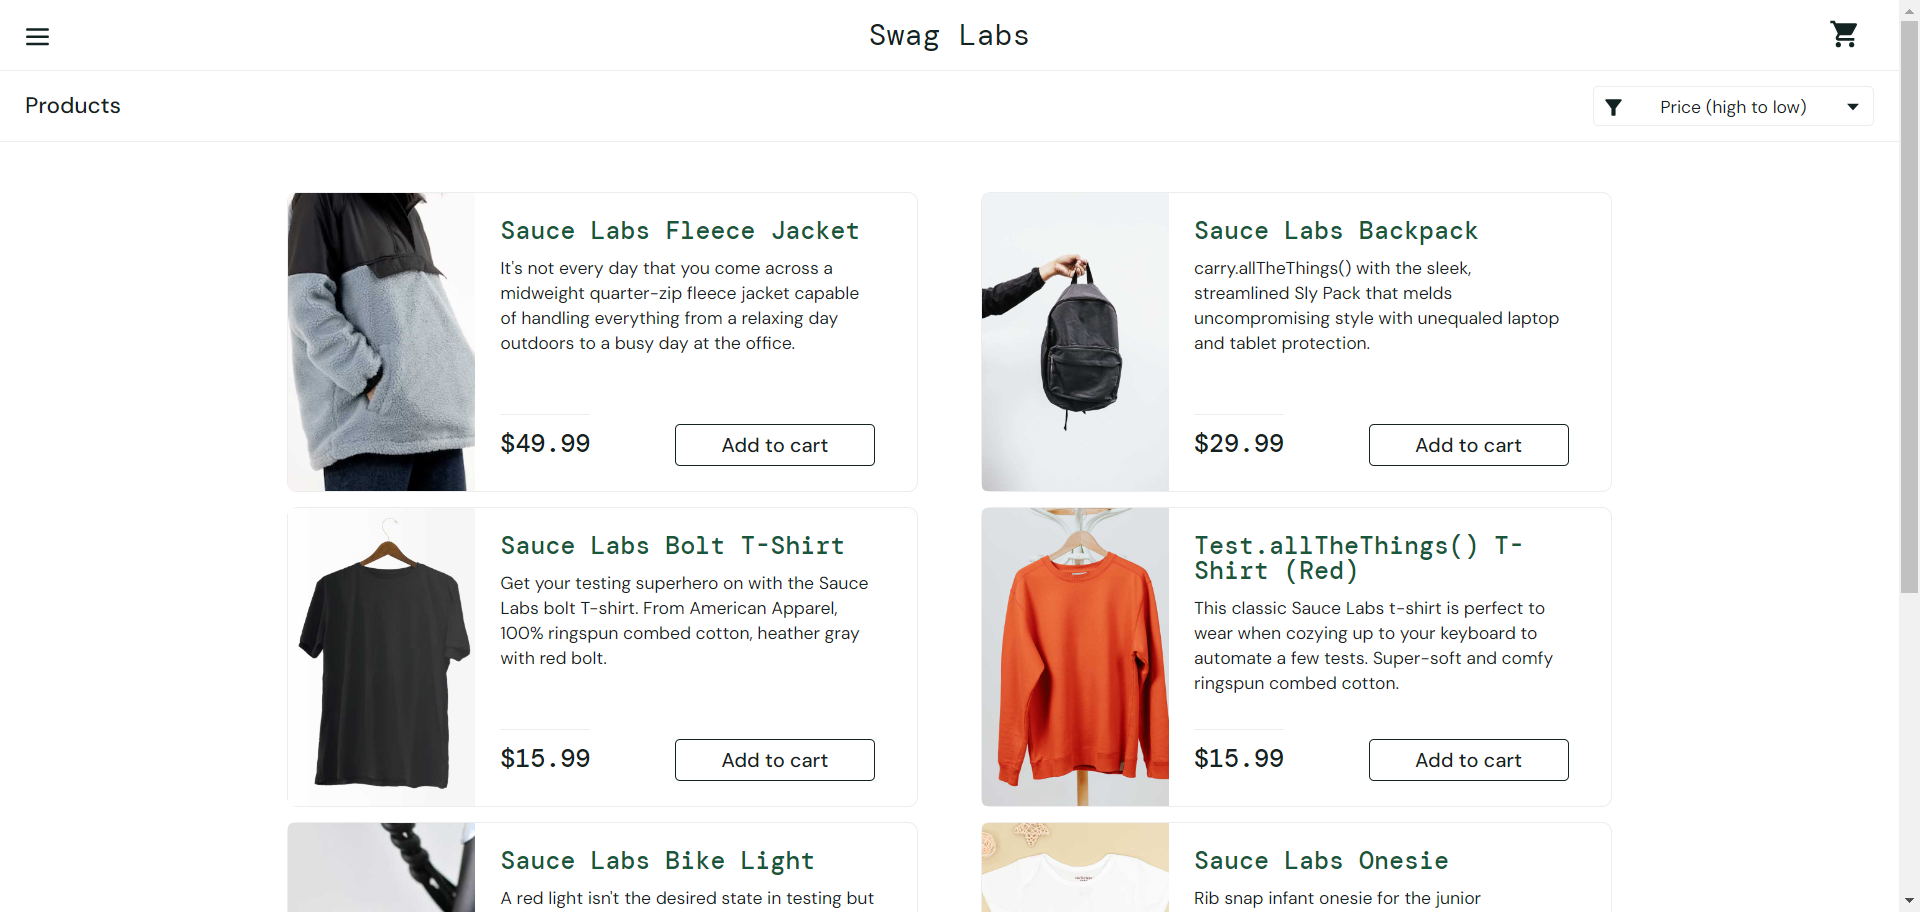 Swag Labs
Products
Price (high to low)
Sauce Labs Fleece Jacket
It's not every day that you come across a
midweight quarter-zip fleece jacket capable
of handling everything from a relaxing day
outdoors to a busy day at the office.
$49.99
Add to cart
Sauce Labs Backpack
carry.allTheThings() with the sleek,
streamlined Sly Pack that melds
uncompromising style with unequaled laptop
and tablet protection.
$29.99
Add to cart
Sauce Labs Bolt T-Shirt
Get your testing superhero on with the Sauce
Labs bolt T-shirt. From American Apparel,
100% ringspun combed cotton, heather gray
with red bolt.
$15.99
Add to cart
Test.allTheThings() T-
Shirt (Red)
This classic Sauce Labs t-shirt is perfect to
wear when cozying up to your keyboard to
automate a few tests. Super-soft and comfy
ringspun combed cotton.
$15.99
Add to cart
Sauce Labs Bike Light
A red light isn't the desired state in testing but
Sauce Labs Onesie
Rib snap infant onesie for the junior